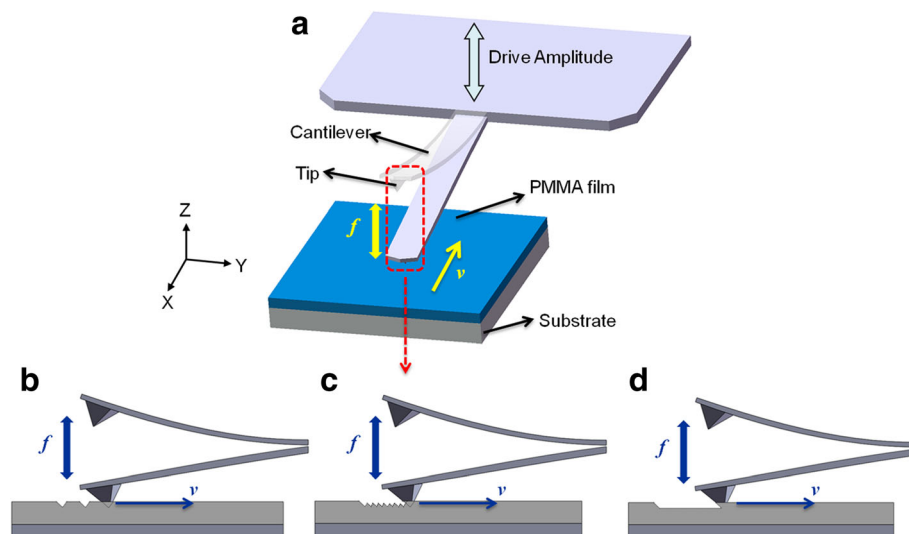 a
Drive Amplitude
Cantilever
Tip
PMMA film
f
v
Z
Y
X
Substrate
b
c
d
f
v
f
v
f
v